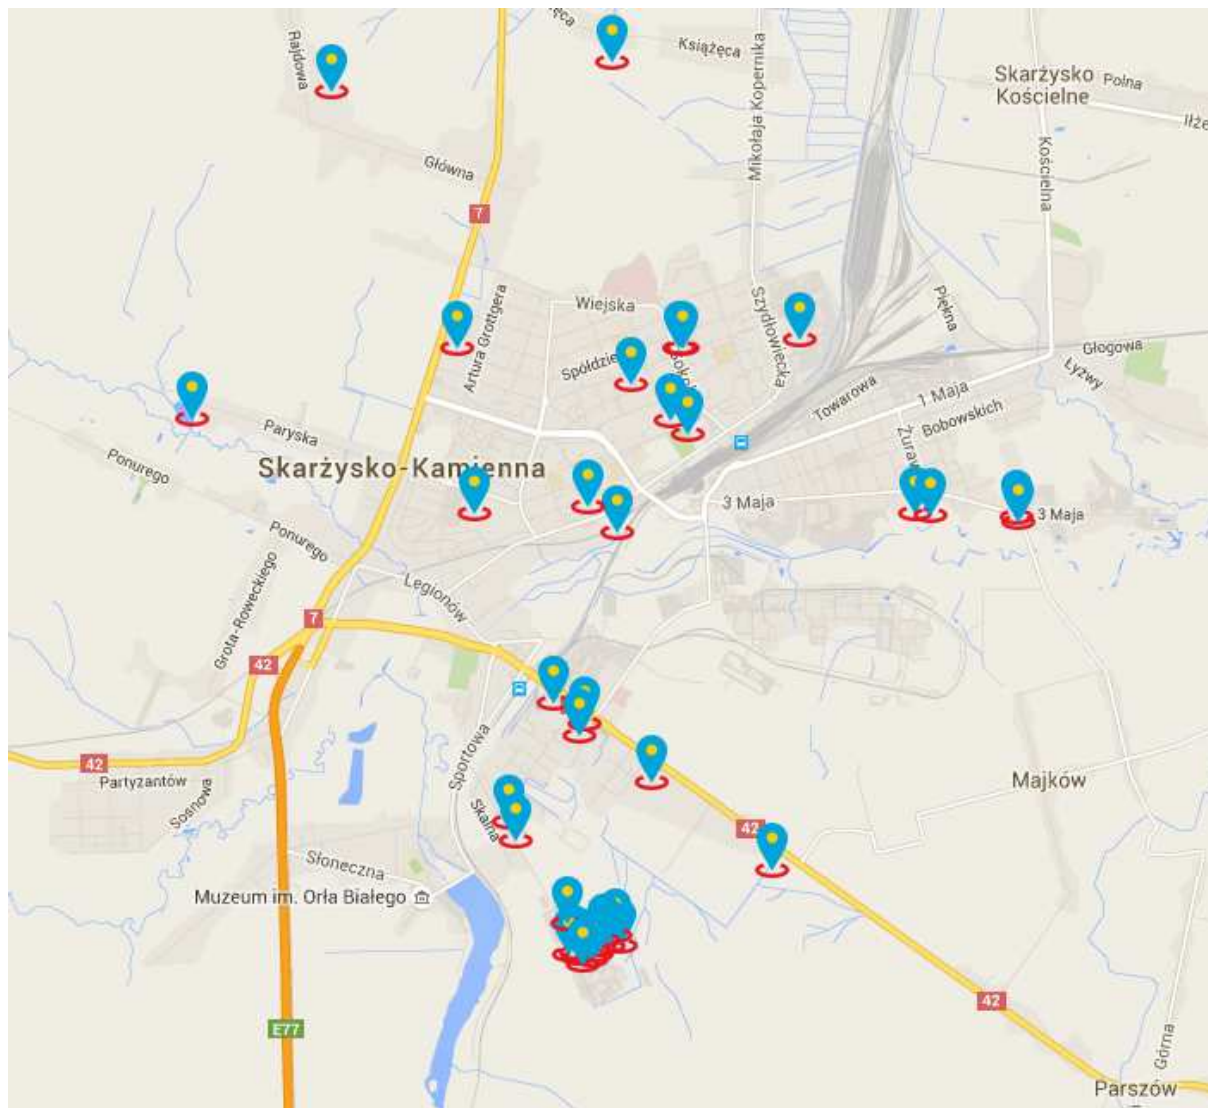 Książęca
Rajdowa
Mikołaja Kopernika
Skarżysko
Kościelne
Polna
Główna
Kościelna
7
Wiejska
Artura Grottgera
Szydłowiecka
Piękna
Głogowa
Łyżwy
Towarowa
1 Maja
Bobowskich
Paryska
Ponurego
Skarżysko-Kamienna
3 Maja
3 Maja
Ponurego
Grota-Roweckiego
Legionów
7
42
42
Partyzantów
Sosnowa
Sportowa
Skalna
Majków
42
Słoneczna
Muzeum im. Orła Białego
42
E77
Górna
Parszów